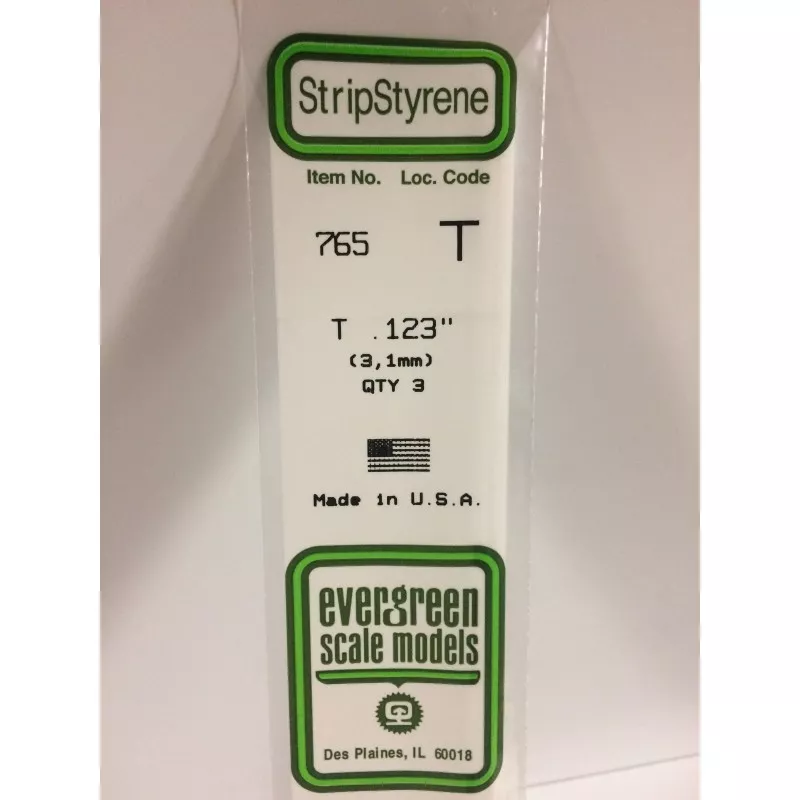 StripStyrene
Item No. Loc. Code
765 T
T .123"
(3,1mm)
QTY 3
Made in U.S.A.
evergreen
scale models
Des Plaines, IL 60018